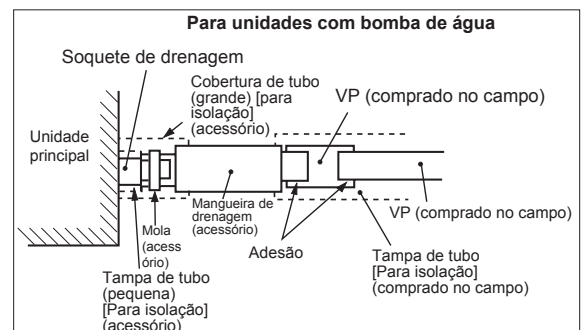 Para unidades com bomba de água
Soquete de drenagem
Cobertura de tubo
(grande) [para
isolação]
(acessório)
VP (comprado no campo)
Unidade
principal
Mangueira de
drenagem
(acessório)
VP (comprado no campo)
Mola
(acess
ório)
Adesão
Tampa de tubo
[Para isolação]
(comprado no campo)
Tampa de tubo
(pequena)
[Para isolação]
(acessório)